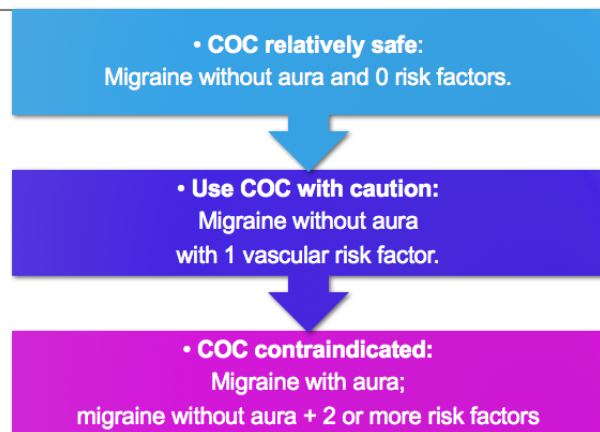 • COC relatively safe:
Migraine without aura and 0 risk factors.
• Use COC with caution:
Migraine without aura
with 1 vascular risk factor.
• COC contraindicated:
Migraine with aura;
migraine without aura + 2 or more risk factors